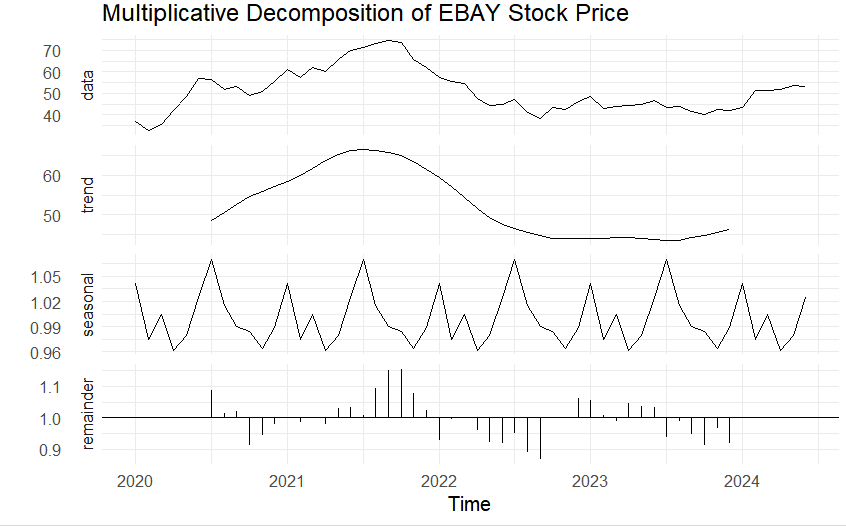 Multiplicative Decomposition of EBAY Stock Price
70
60
50
40
data
60
50
trend
1.05
1.02
0.99
0.96
seasonal
1.1
1.0
0.9
remainder
2020 2021 2022 2023 2024
Time